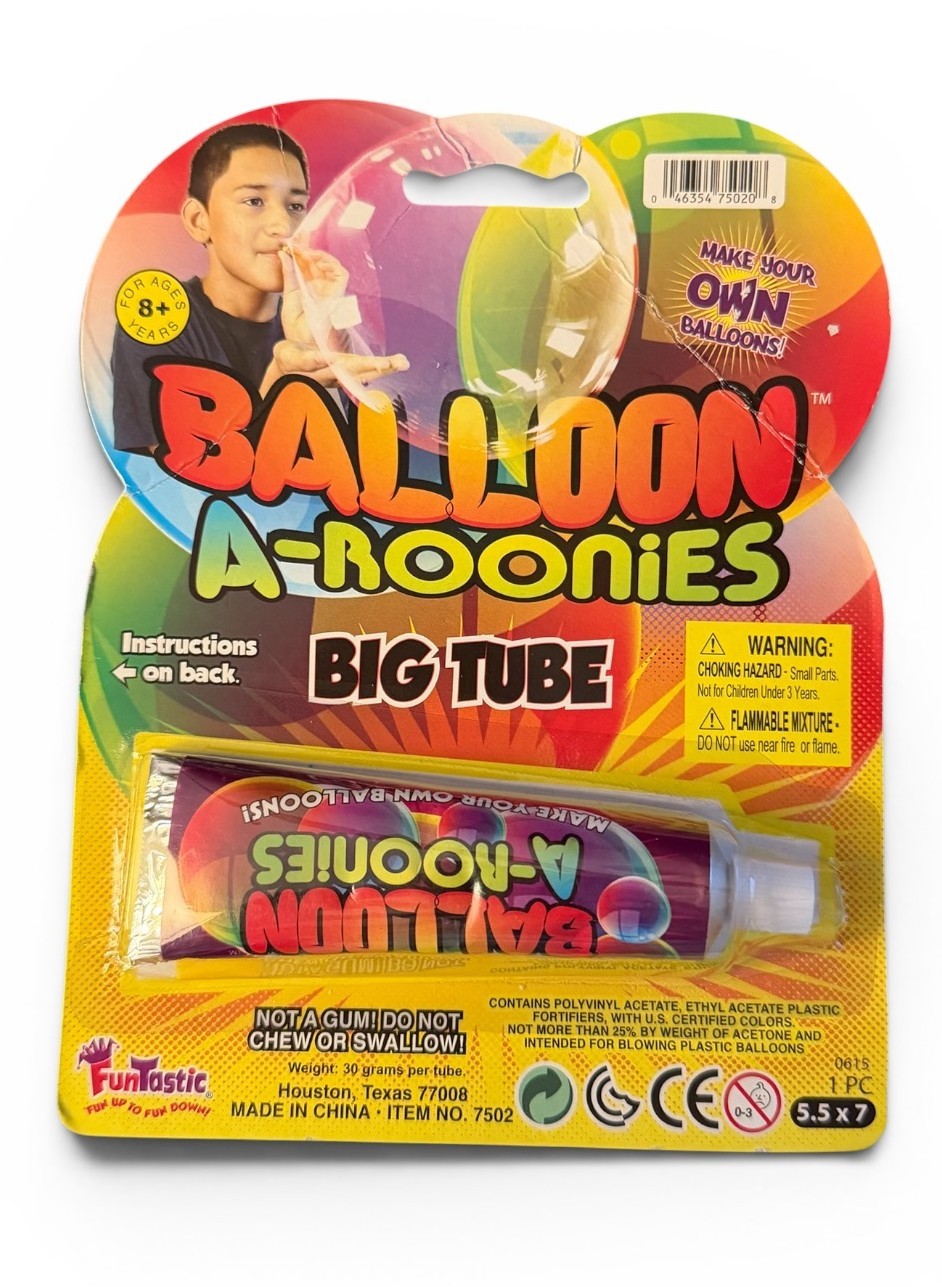 0 46354 75020 8
MAKE YOUR
OWN
BALLOONS!
FOR AGES
8+
YEARS
BALLOON™
A-ROONiES
Instructions
on back.
BIG TUBE
WARNING:
CHOKING HAZARD - Small Parts.
Not for Children Under 3 Years.
FLAMMABLE MIXTURE -
DO NOT use near fire or flame.
MAKE YOUR OWN BALLOONS!
A-ROONiES
BALLOON
NOT A GUM! DO NOT
CHEW OR SWALLOW!
Weight: 30 grams per tube.
Houston, Texas 77008
MADE IN CHINA · ITEM NO. 7502
CONTAINS POLYVINYL ACETATE, ETHYL ACETATE PLASTIC
FORTIFIERS, WITH U.S. CERTIFIED COLORS.
NOT MORE THAN 25% BY WEIGHT OF ACETONE AND
INTENDED FOR BLOWING PLASTIC BALLOONS
FunTastic®
FUN UP TO FUN DOWN!
CE
0-3
0615
1 PC
5.5 x 7